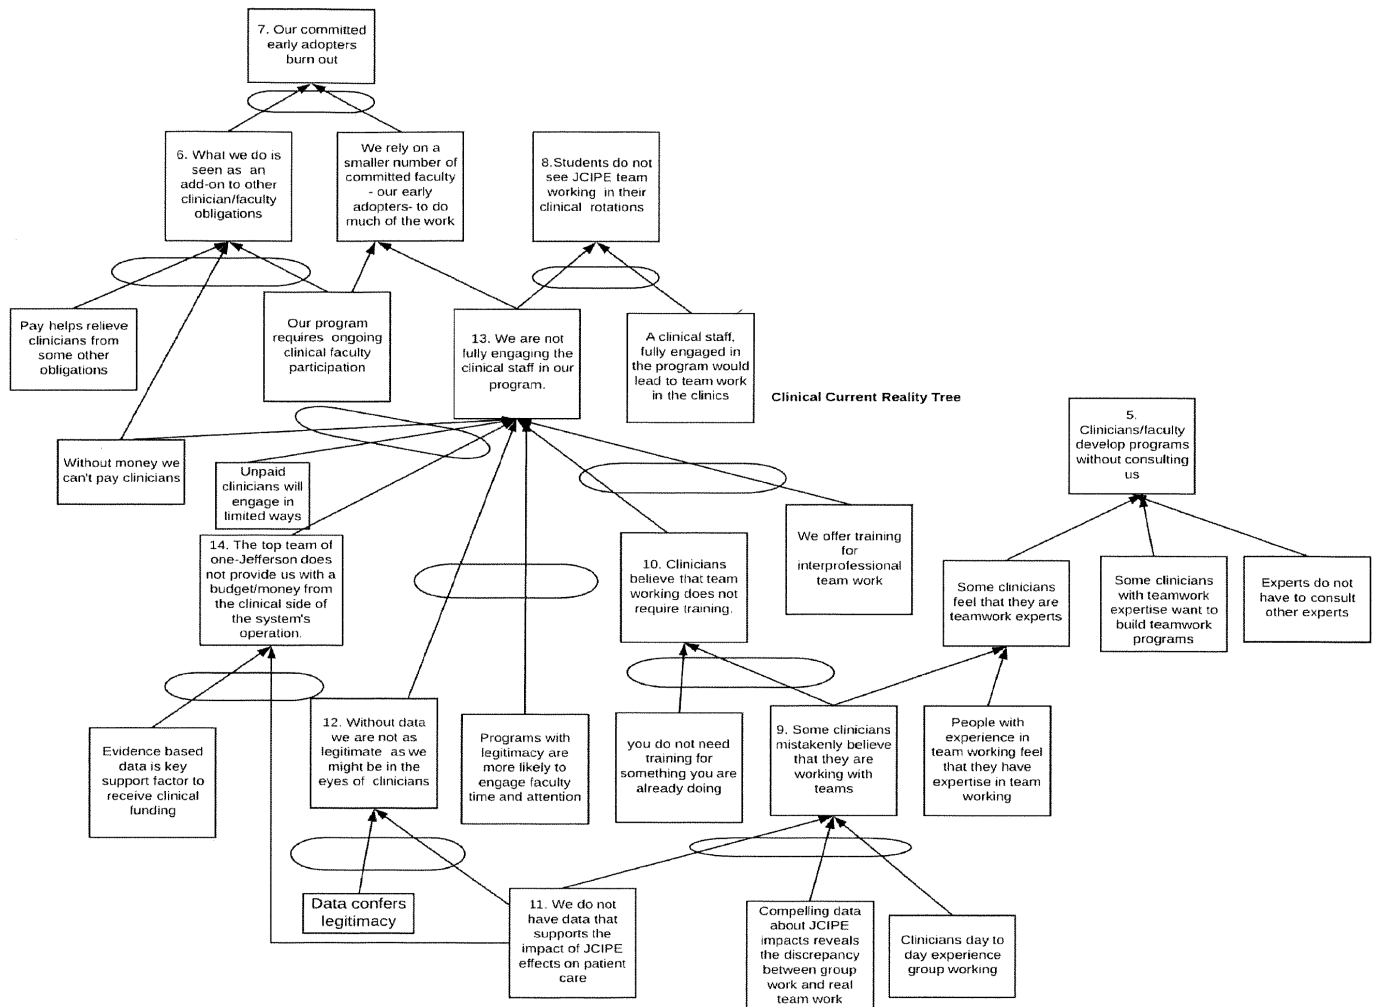 7. Our committed
early adopters
burn out
6. What we do is
seen as an
add-on to other
clinician/faculty
obligations
We rely on a
smaller number of
committed faculty
- our early
adopters- to do
much of the work
8.Students do not
see JCIPE team
working in their
clinical rotations
Pay helps relieve
clinicians from
some other
obligations
Our program
requires ongoing
clinical faculty
participation
13. We are not
fully engaging the
clinical staff in our
program.
A clinical staff,
fully engaged in
the program would
lead to team work
in the clinics
Clinical Current Reality Tree
5.
Clinicians/faculty
develop programs
without consulting
us
Without money we
can't pay clinicians
Unpaid
clinicians will
engage in
limited ways
14. The top team of
one-Jefferson does
not provide us with a
budget/money from
the clinical side of
the system's
operation.
10. Clinicians
believe that team
working does not
require training.
We offer training
for
interprofessional
team work
Some clinicians
feel that they are
teamwork experts
Some clinicians
with teamwork
expertise want to
build teamwork
programs
Experts do not
have to consult
other experts
Evidence based
data is key
support factor to
receive clinical
funding
12. Without data
we are not as
legitimate as we
might be in the
eyes of clinicians
Programs with
legitimacy are
more likely to
engage faculty
time and attention
you do not need
training for
something you are
already doing
9. Some clinicians
mistakenly believe
that they are
working with
teams
People with
experience in
team working feel
that they have
expertise in team
working
Data confers
legitimacy
11. We do not
have data that
supports the
impact of JCIPE
effects on patient
care
Compelling data
about JCIPE
impacts reveals
the discrepancy
between group
work and real
team work
Clinicians day to
day experience
group working